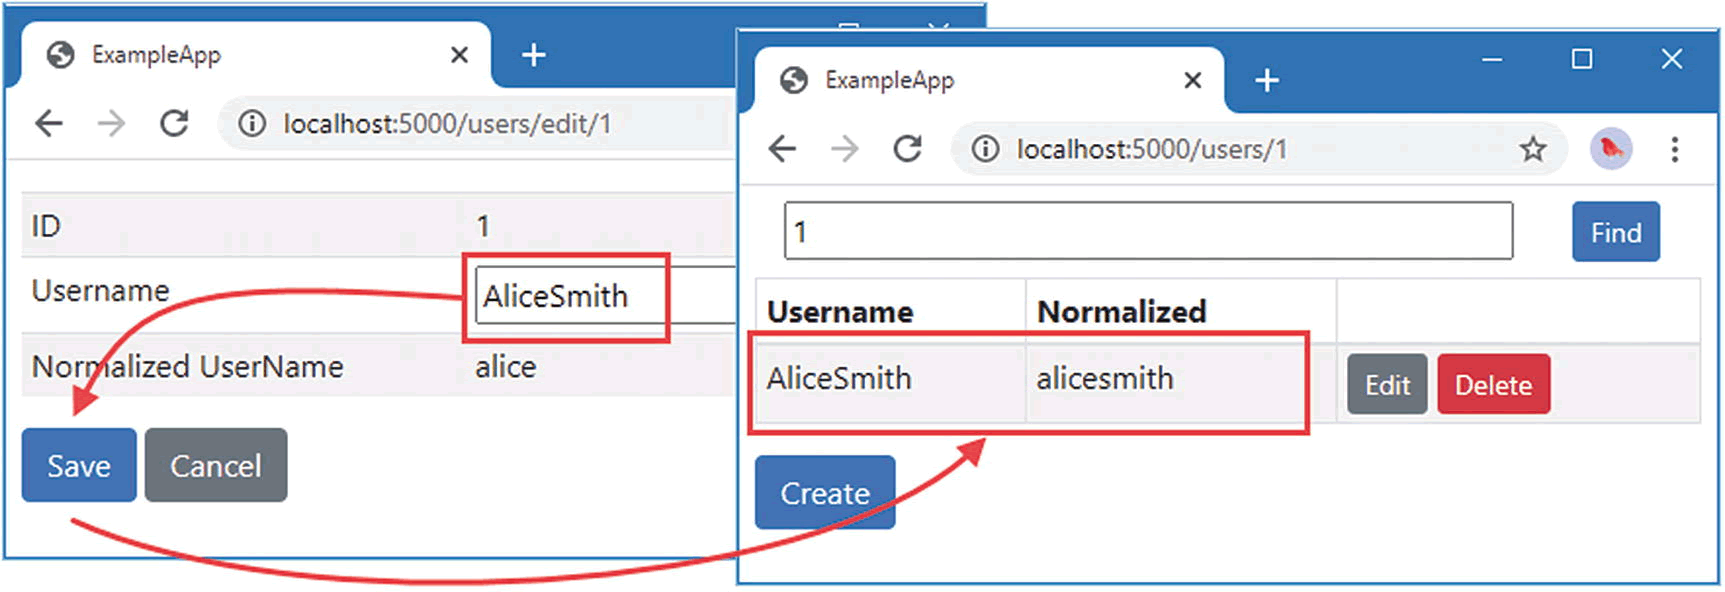 ExampleApp
localhost:5000/users/edit/1
ID 1
Username AliceSmith
Normalized UserName alice
Save Cancel
ExampleApp
localhost:5000/users/1
1 Find
Username Normalized
AliceSmith alicesmith Edit Delete
Create